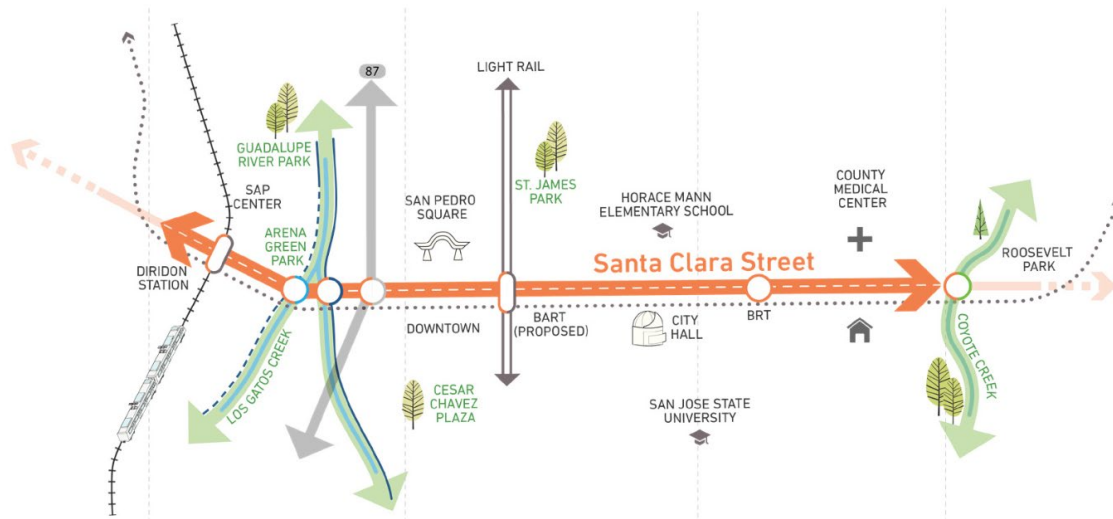 LIGHT RAIL
87
GUADALUPE
RIVER PARK
SAP
CENTER
ARENA
GREEN
PARK
DIRIDON
STATION
SAN PEDRO
SQUARE
ST. JAMES
PARK
HORACE MANN
ELEMENTARY SCHOOL
COUNTY
MEDICAL
CENTER
ROOSEVELT
PARK
Santa Clara Street
DOWNTOWN
BART
(PROPOSED)
CITY
HALL
BRT
LOS GATOS CREEK
CESAR
CHAVEZ
PLAZA
SAN JOSE STATE
UNIVERSITY
COYOTE CREEK